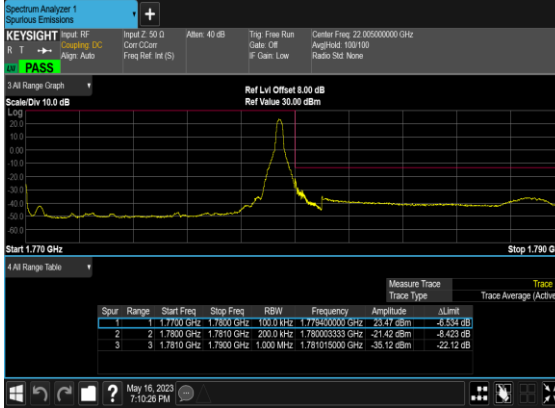 Spectrum Analyzer 1
Spurious Emissions
+
KEYSIGHT Input: RF Input Z: 50 Ω Atten: 40 dB Trig: Free Run Center Freq: 22.005000000 GHz
R T Coupling: DC Corr CCorr Gate: Off Avg|Hold: 100/100
Align: Auto Freq Ref: Int (S) IF Gain: Low Radio Std: None
PASS
3 All Range Graph
Ref Lvl Offset 8.00 dB
Scale/Div 10.0 dB Ref Value 30.00 dBm
Log
20.0
10.0
0.00
-10.0
-20.0
-30.0
-40.0
-50.0
-60.0
Start 1.770 GHz Stop 1.790 G
4 All Range Table
Measure Trace Trace
Trace Type Trace Average (Active
Spur Range Start Freq Stop Freq RBW Frequency Amplitude ΔLimit
1 1 1.7700 GHz 1.7800 GHz 100.0 kHz 1.779400000 GHz 23.47 dBm -6.534 dB
2 2 1.7800 GHz 1.7810 GHz 200.0 kHz 1.780003333 GHz -21.42 dBm -8.423 dB
3 3 1.7810 GHz 1.7900 GHz 1.000 MHz 1.781015000 GHz -35.12 dBm -22.12 dB
? May 16, 2023
7:10:26 PM